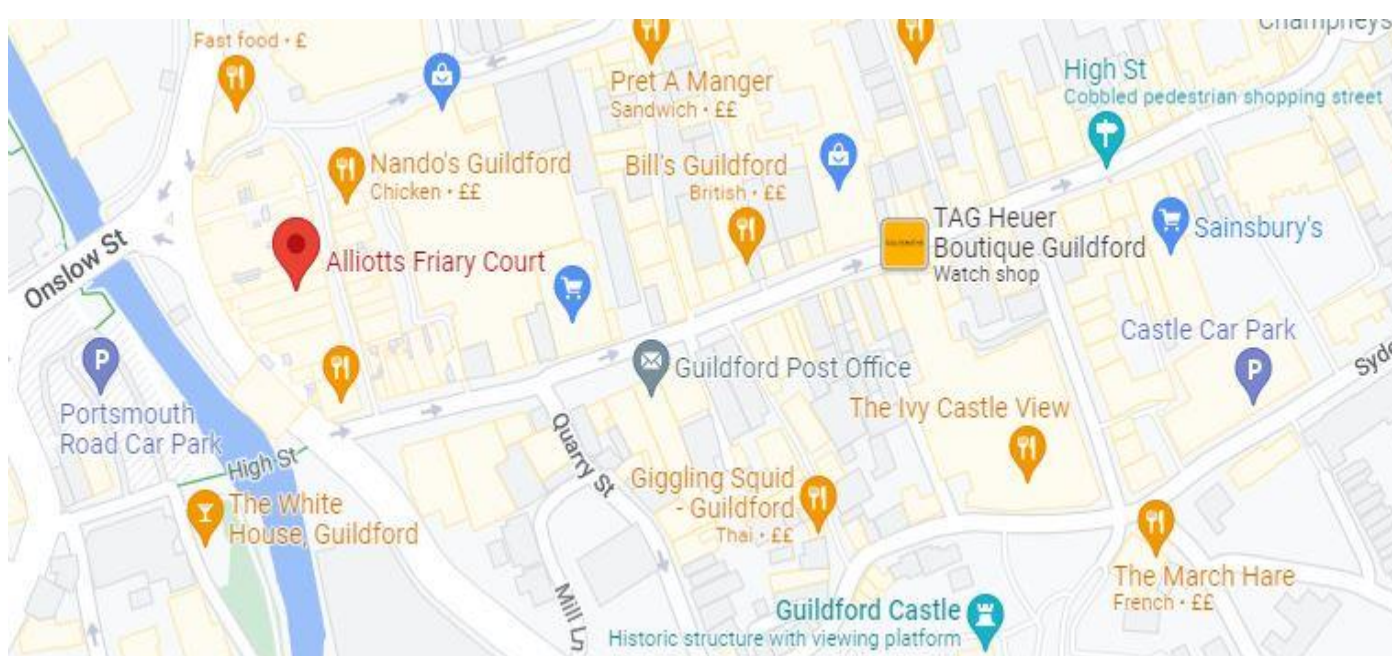 Champneys
Fast food · £
High St
Cobbled pedestrian shopping street
Pret A Manger
Sandwich · ££
Nando's Guildford
Chicken · ££
Bill's Guildford
British · ££
TAG Heuer
Boutique Guildford
Watch shop
Sainsbury's
Onslow St
Alliotts Friary Court
P
Castle Car Park
P
Portsmouth
Road Car Park
Guildford Post Office
Syde
The Ivy Castle View
Quarry St
High St
The White
House, Guildford
Giggling Squid
- Guildford
Thai · ££
The March Hare
French · ££
Mill Ln
Guildford Castle
Historic structure with viewing platform